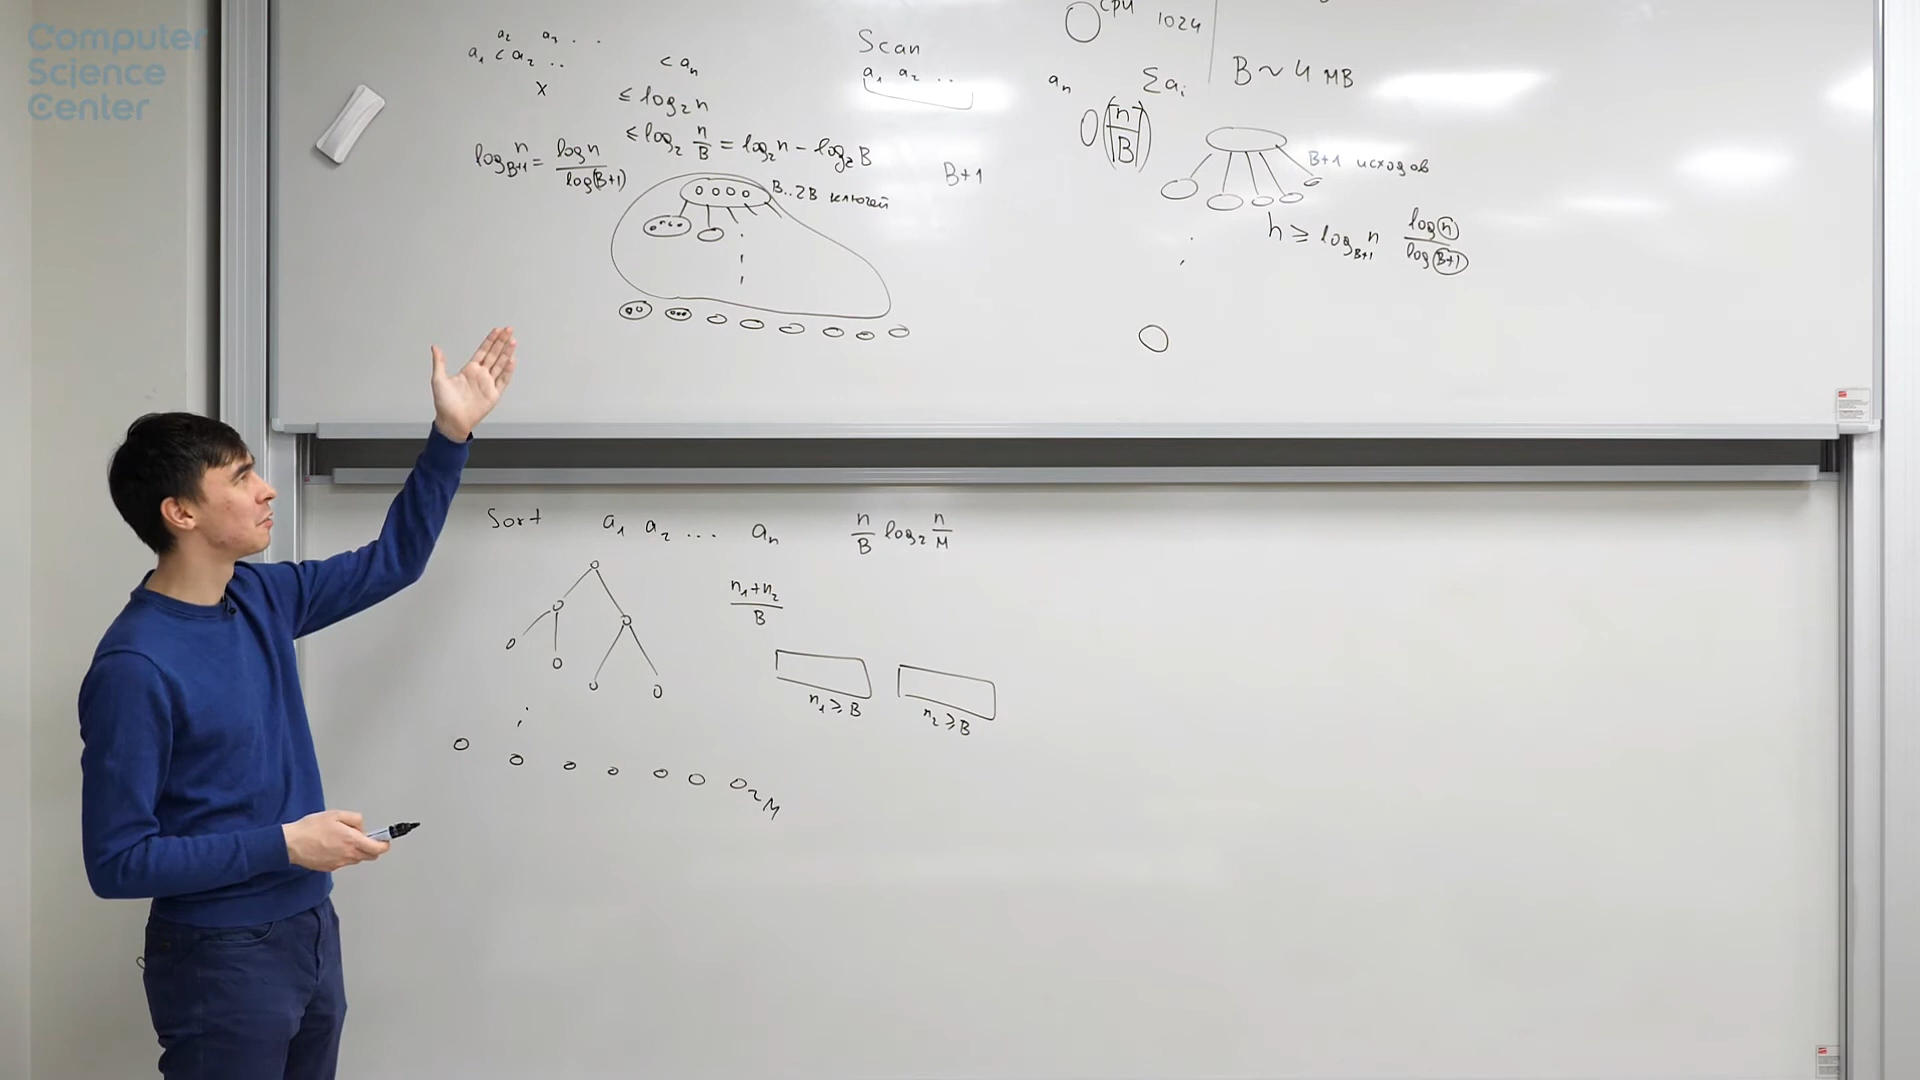 Computer
Science
Center
a₂ a₃ . .
a₁ < a₂ ..
< aₙ
x
≤ log₂ n
≤ log₂ n/B = log₂ n - log₂ B
log_{B+1} n = log n / log(B+1)
B..2B ключей
B+1
Scan
a₁ a₂ ..
aₙ
Σaᵢ
O(⌈n/B⌉)
CPU
1024
B ~ 4 MB
B+1 исходов
h ≥ log_{B+1} n
log n / log(B+1)
Sort a₁ a₂ ... aₙ
n/B log₂ n/M
(n₁+n₂)/B
n₁ ≥ B
n₂ ≥ B
M